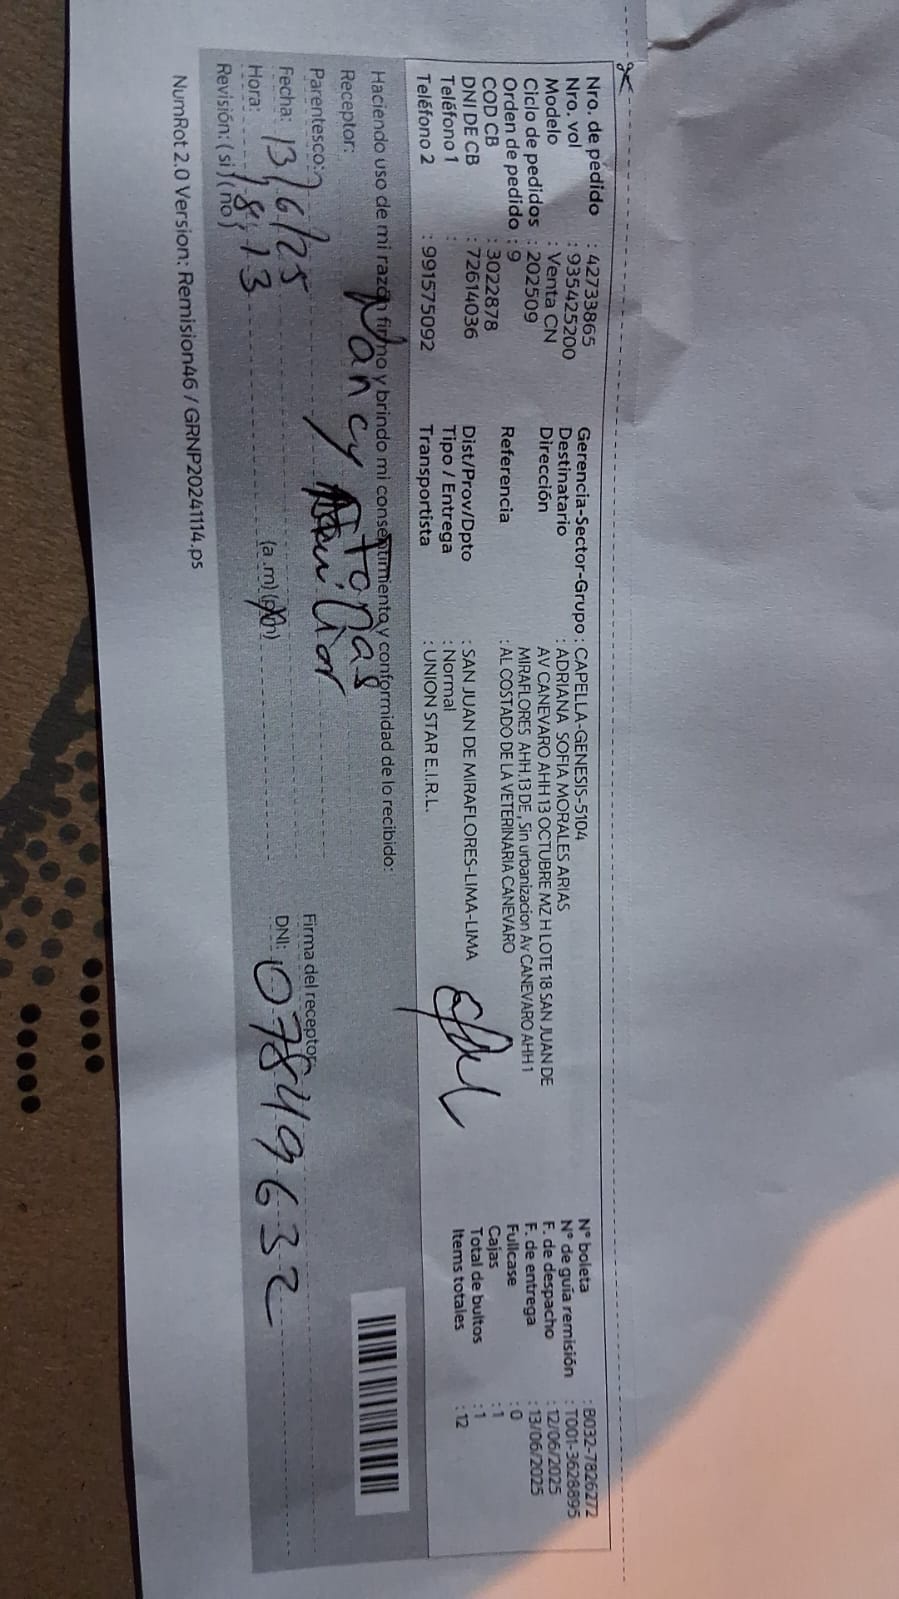 Nro. de pedido : 42733865
Nro. vol : 935425200
Modelo : Venta CN
Ciclo de pedidos : 202509
Orden de pedido : 9
COD CB : 3022878
DNI DE CB : 72614036
Teléfono 1 :
Teléfono 2 : 991575092
Gerencia-Sector-Grupo : CAPELLA-GENESIS-5104
Destinatario : ADRIANA SOFIA MORALES ARIAS
Dirección AV CANEVARO AHH 13 OCTUBRE MZ H LOTE 18 SAN JUAN DE
MIRAFLORES AHH.13 DE , Sin urbanizacion Av CANEVARO AHH 1
Referencia : AL COSTADO DE LA VETERINARIA CANEVARO
Dist/Prov/Dpto : SAN JUAN DE MIRAFLORES-LIMA-LIMA
Tipo / Entrega : Normal
Transportista : UNION STAR E.I.R.L.
N° boleta : B032-7826272
N° de guía remisión : T001-3628895
F. de despacho : 12/06/2025
F. de entrega : 13/06/2025
Fullcase : 0
Cajas : 1
Total de bultos : 1
Items totales : 12
Haciendo uso de mi razón firmo y brindo mi consentimiento y conformidad de lo recibido:
Receptor: Nancy
Parentesco:
Fecha: 13/6/25
Hora: (a .m) (pm)
Revisión: ( si ) ( no )
Firma del receptor
DNI: 07849632
NumRot 2.0 Version: Remision46 / GRNP20241114.ps